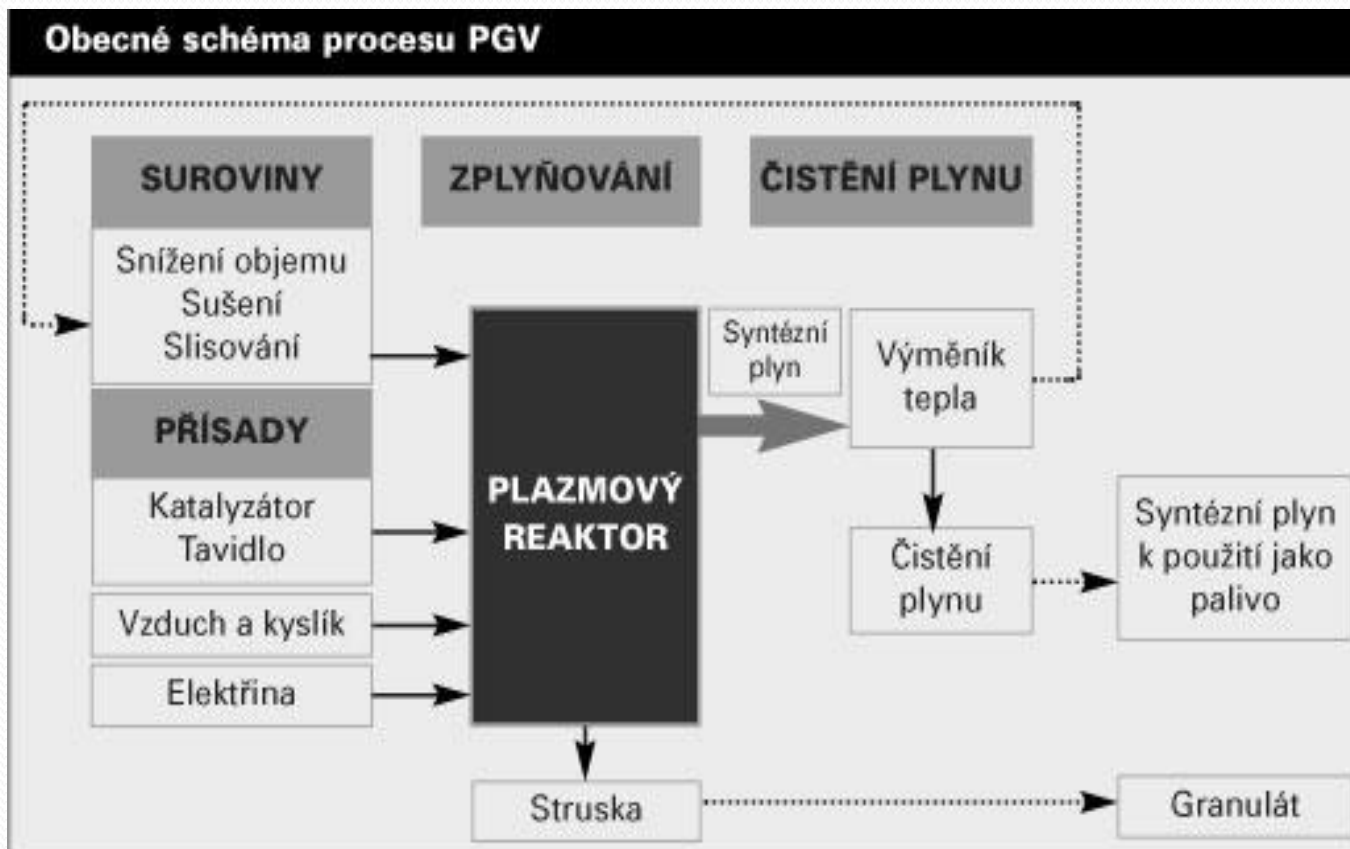 Obecné schéma procesu PGV
SUROVINY
Snížení objemu
Sušení
Slisování
PŘÍSADY
Katalyzátor
Tavidlo
Vzduch a kyslík
Elektřina
ZPLYŇOVÁNÍ
PLAZMOVÝ
REAKTOR
Struska
ČISTĚNÍ PLYNU
Syntézní
plyn
Výměník
tepla
Čistění
plynu
Syntézní plyn
k použití jako
palivo
Granulát